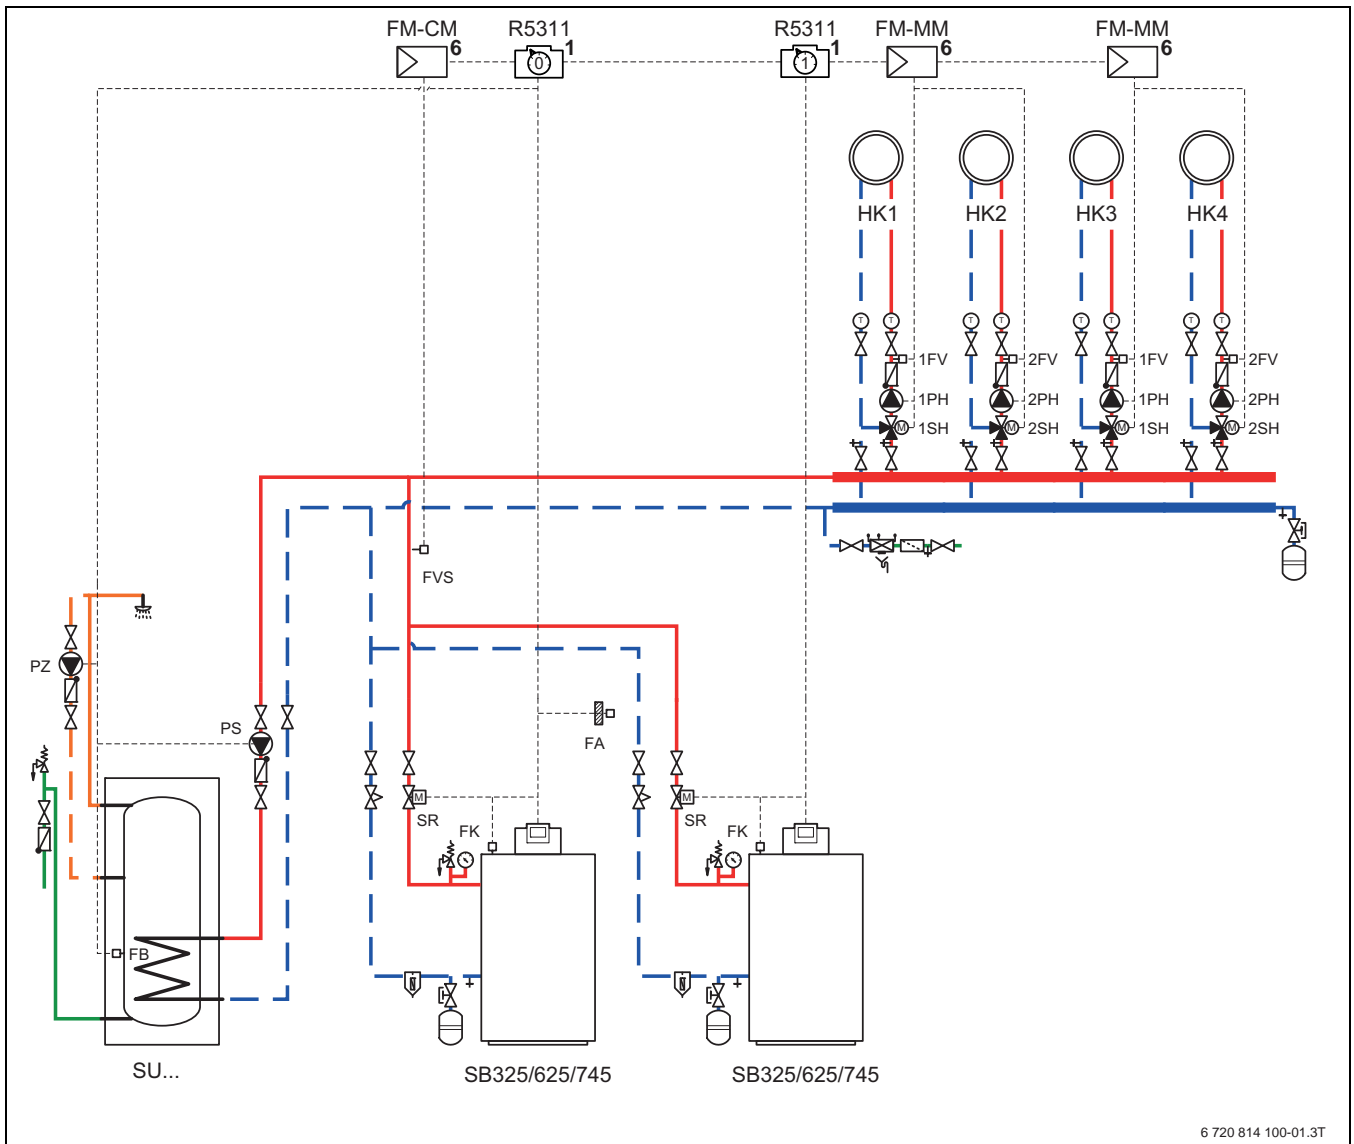 FM-CM R5311 R5311 FM-MM FM-MM
6 1 1 6 6
0 1
HK1 HK2 HK3 HK4
T T T T T T T T
1FV 2FV 1FV 2FV
1PH 2PH 1PH 2PH
M 1SH M 2SH M 1SH M 2SH
FVS
PZ
PS
FA
M M
SR FK SR FK
FB
SU...
SB325/625/745 SB325/625/745
6 720 814 100-01.3T